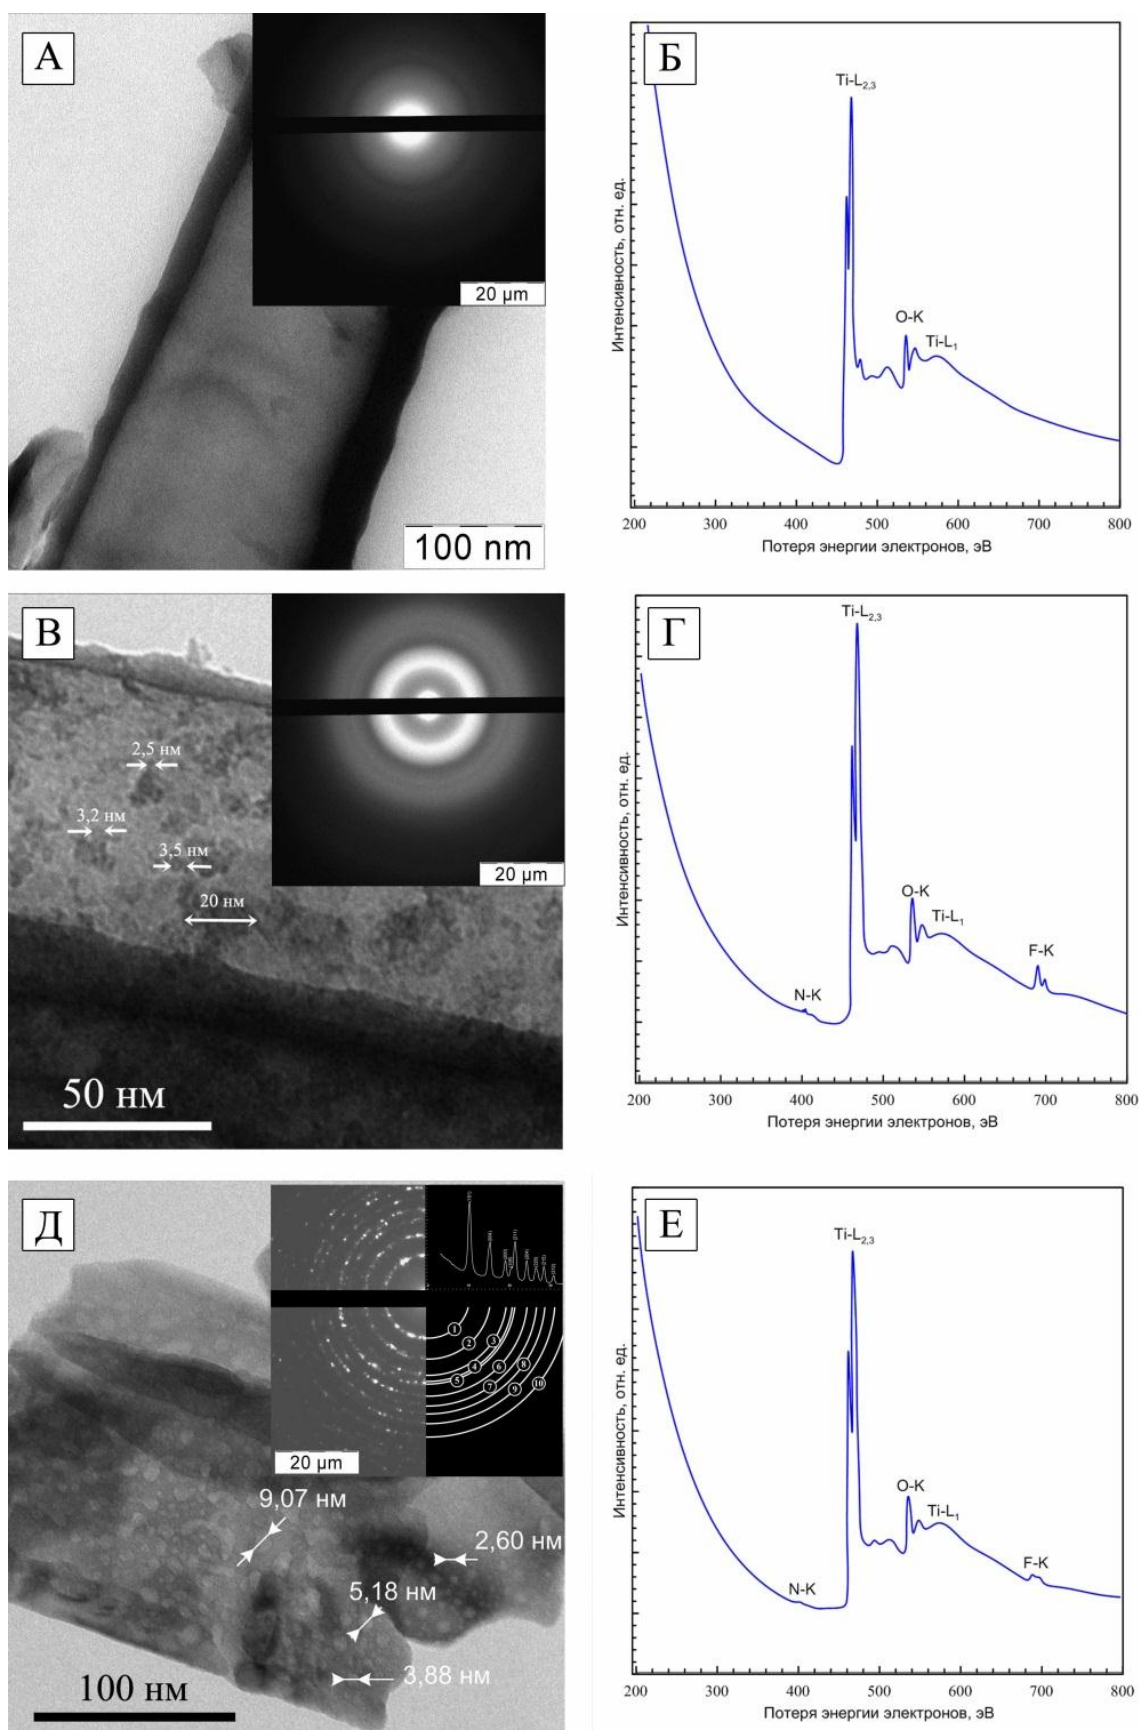 А
20 µm
100 nm
Б
Ti-L2,3
O-K
Ti-L1
Интенсивность, отн. ед.
200 300 400 500 600 700 800
Потеря энергии электронов, эВ
В
2,5 нм
3,2 нм
3,5 нм
20 нм
20 µm
50 нм
Г
Ti-L2,3
O-K
Ti-L1
F-K
N-K
Интенсивность, отн. ед.
200 300 400 500 600 700 800
Потеря энергии электронов, эВ
Д
1
2
3
4
5
6
7
8
9
10
20 µm
9,07 нм
2,60 нм
5,18 нм
3,88 нм
100 нм
Е
Ti-L2,3
O-K
Ti-L1
F-K
N-K
Интенсивность, отн. ед.
200 300 400 500 600 700 800
Потеря энергии электронов, эВ